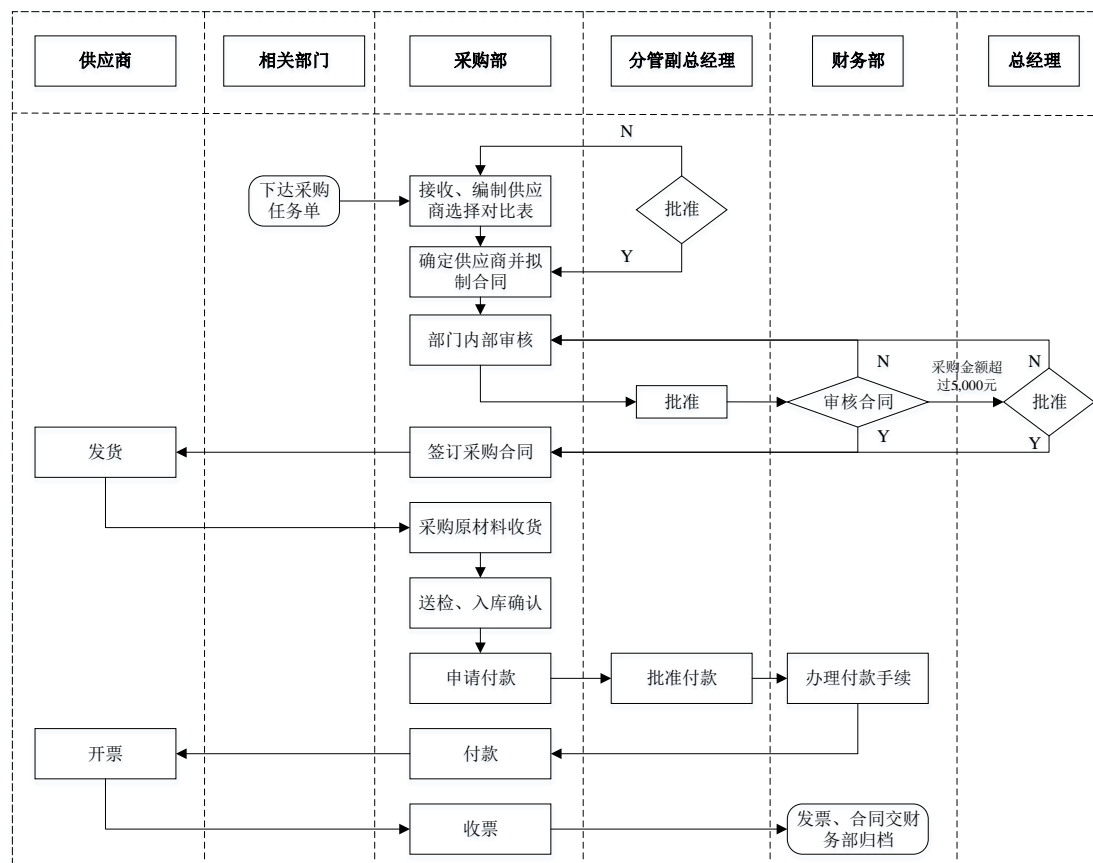 供应商
相关部门
采购部
分管副总经理
财务部
总经理
N
下达采购
任务单
接收、编制供应
商选择对比表
批准
Y
确定供应商并拟
制合同
部门内部审核
N
采购金额超
过5,000元
N
批准
审核合同
批准
Y
Y
发货
签订采购合同
采购原材料收货
送检、入库确认
申请付款
批准付款
办理付款手续
开票
付款
收票
发票、合同交财
务部归档